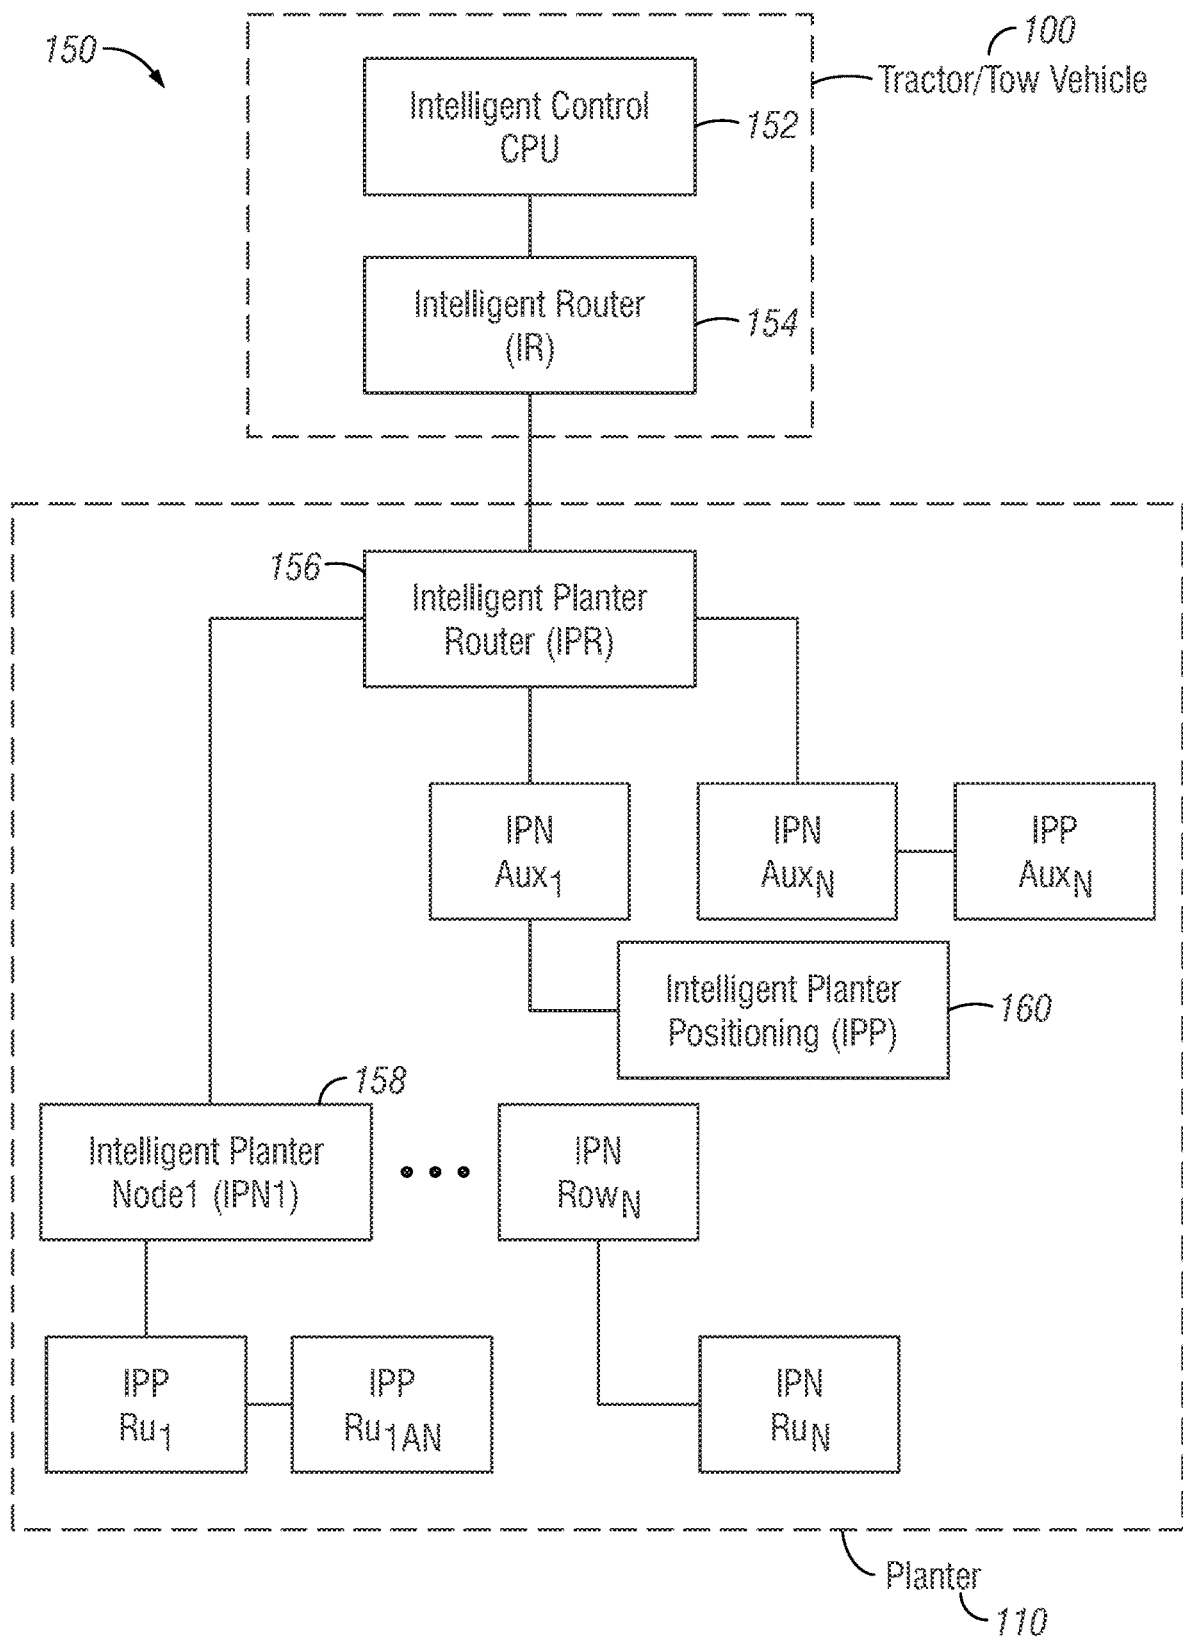 150
100
Tractor/Tow Vehicle
Intelligent Control
CPU
152
Intelligent Router
(IR)
154
156
Intelligent Planter
Router (IPR)
IPN
Aux1
IPN
AuxN
IPP
AuxN
Intelligent Planter
Positioning (IPP)
160
158
Intelligent Planter
Node1 (IPN1)
•••
IPN
RowN
IPP
Ru1
IPP
Ru1AN
IPN
RuN
Planter
110